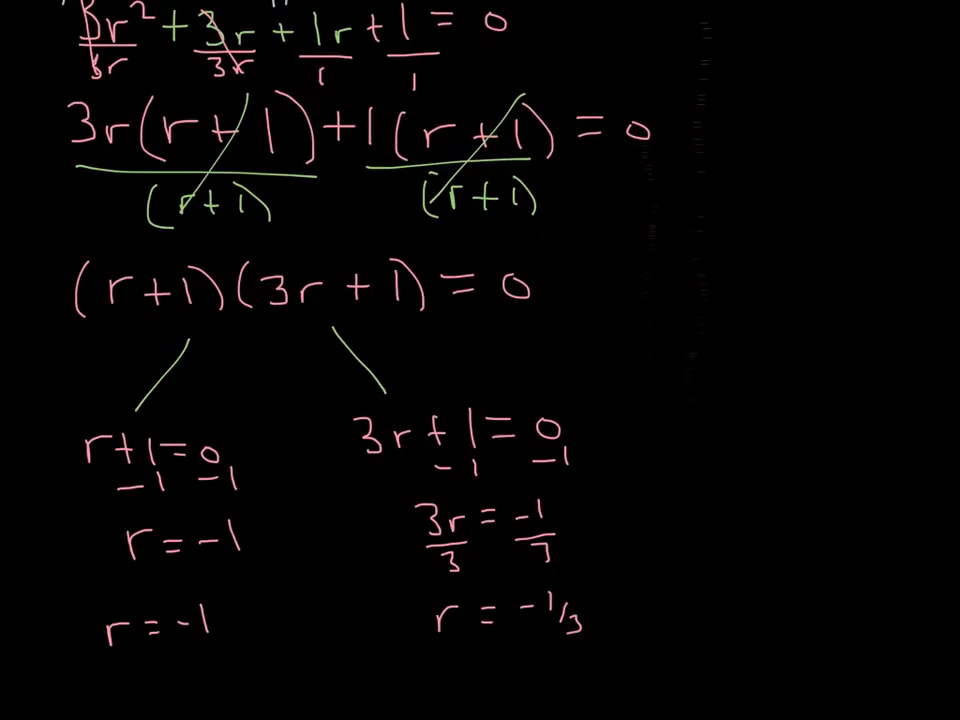 3r² + 3r + 1r + 1 = 0
3r 3r 1 1
3r(r + 1) + 1(r + 1) = 0
(r + 1) (r + 1)
(r + 1)(3r + 1) = 0
r + 1 = 0 3r + 1 = 0
- 1 - 1 - 1 - 1
r = -1 3r = -1
3 3
r = -1 r = -1/3